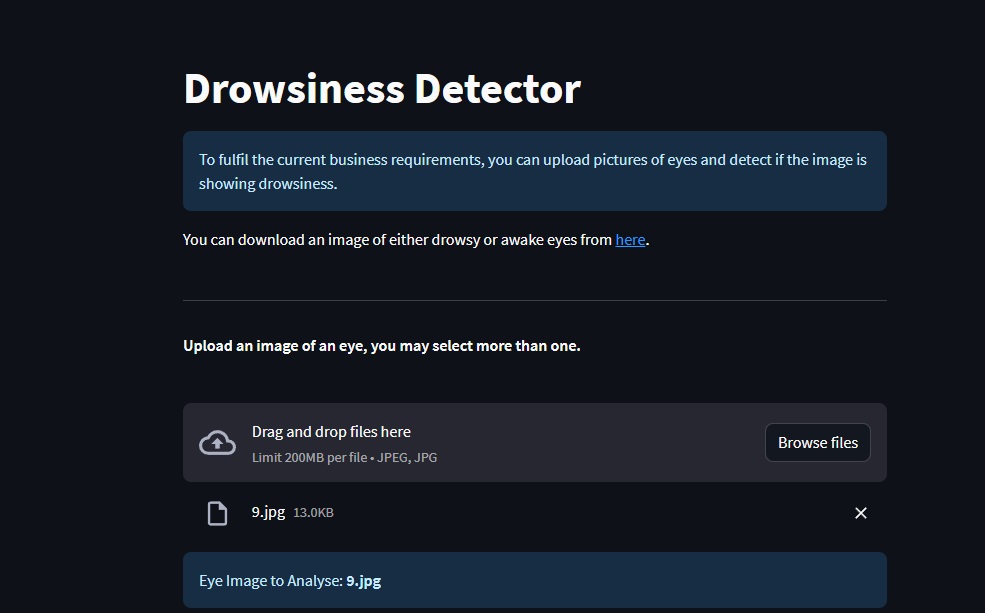 Drowsiness Detector
To fulfil the current business requirements, you can upload pictures of eyes and detect if the image is
showing drowsiness.
You can download an image of either drowsy or awake eyes from here.
Upload an image of an eye, you may select more than one.
Drag and drop files here
Limit 200MB per file • JPEG, JPG
Browse files
9.jpg 13.0KB
Eye Image to Analyse: 9.jpg